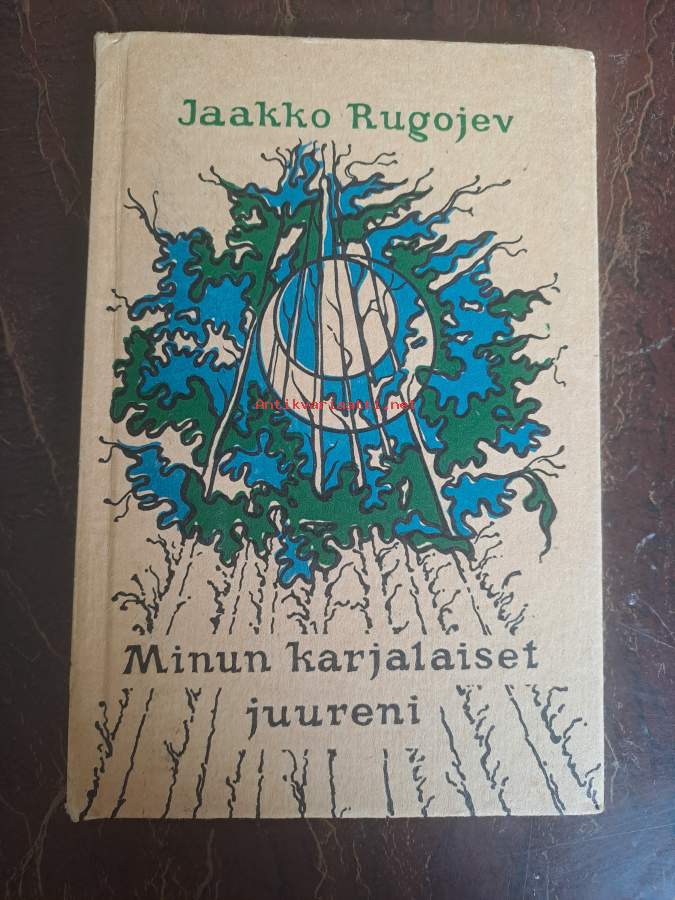 Jaakko Rugojev
Antikvariaatti.net
Minun karjalaiset
juureni